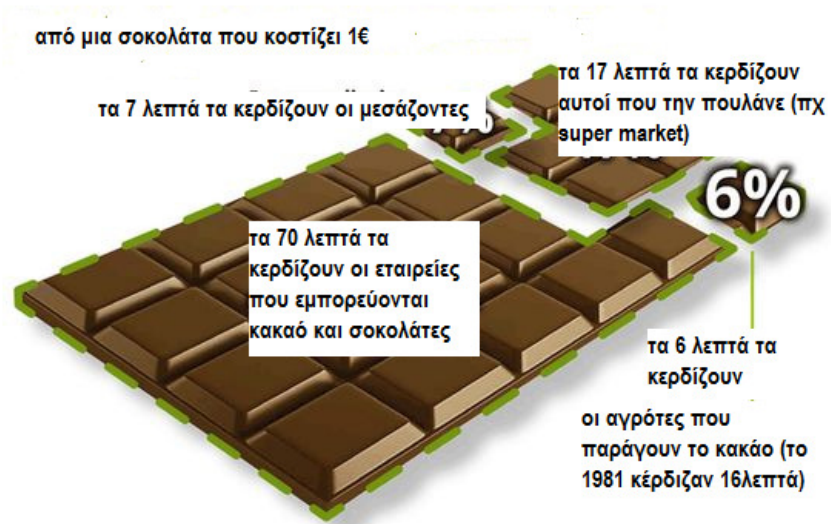 από μια σοκολάτα που κοστίζει 1€
τα 7 λεπτά τα κερδίζουν οι μεσάζοντες
τα 17 λεπτά τα κερδίζουν
αυτοί που την πουλάνε (πχ
super market)
6%
τα 70 λεπτά τα
κερδίζουν οι εταιρείες
που εμπορεύονται
κακαό και σοκολάτες
τα 6 λεπτά τα
κερδίζουν
οι αγρότες που
παράγουν το κακάο (το
1981 κέρδιζαν 16λεπτά)